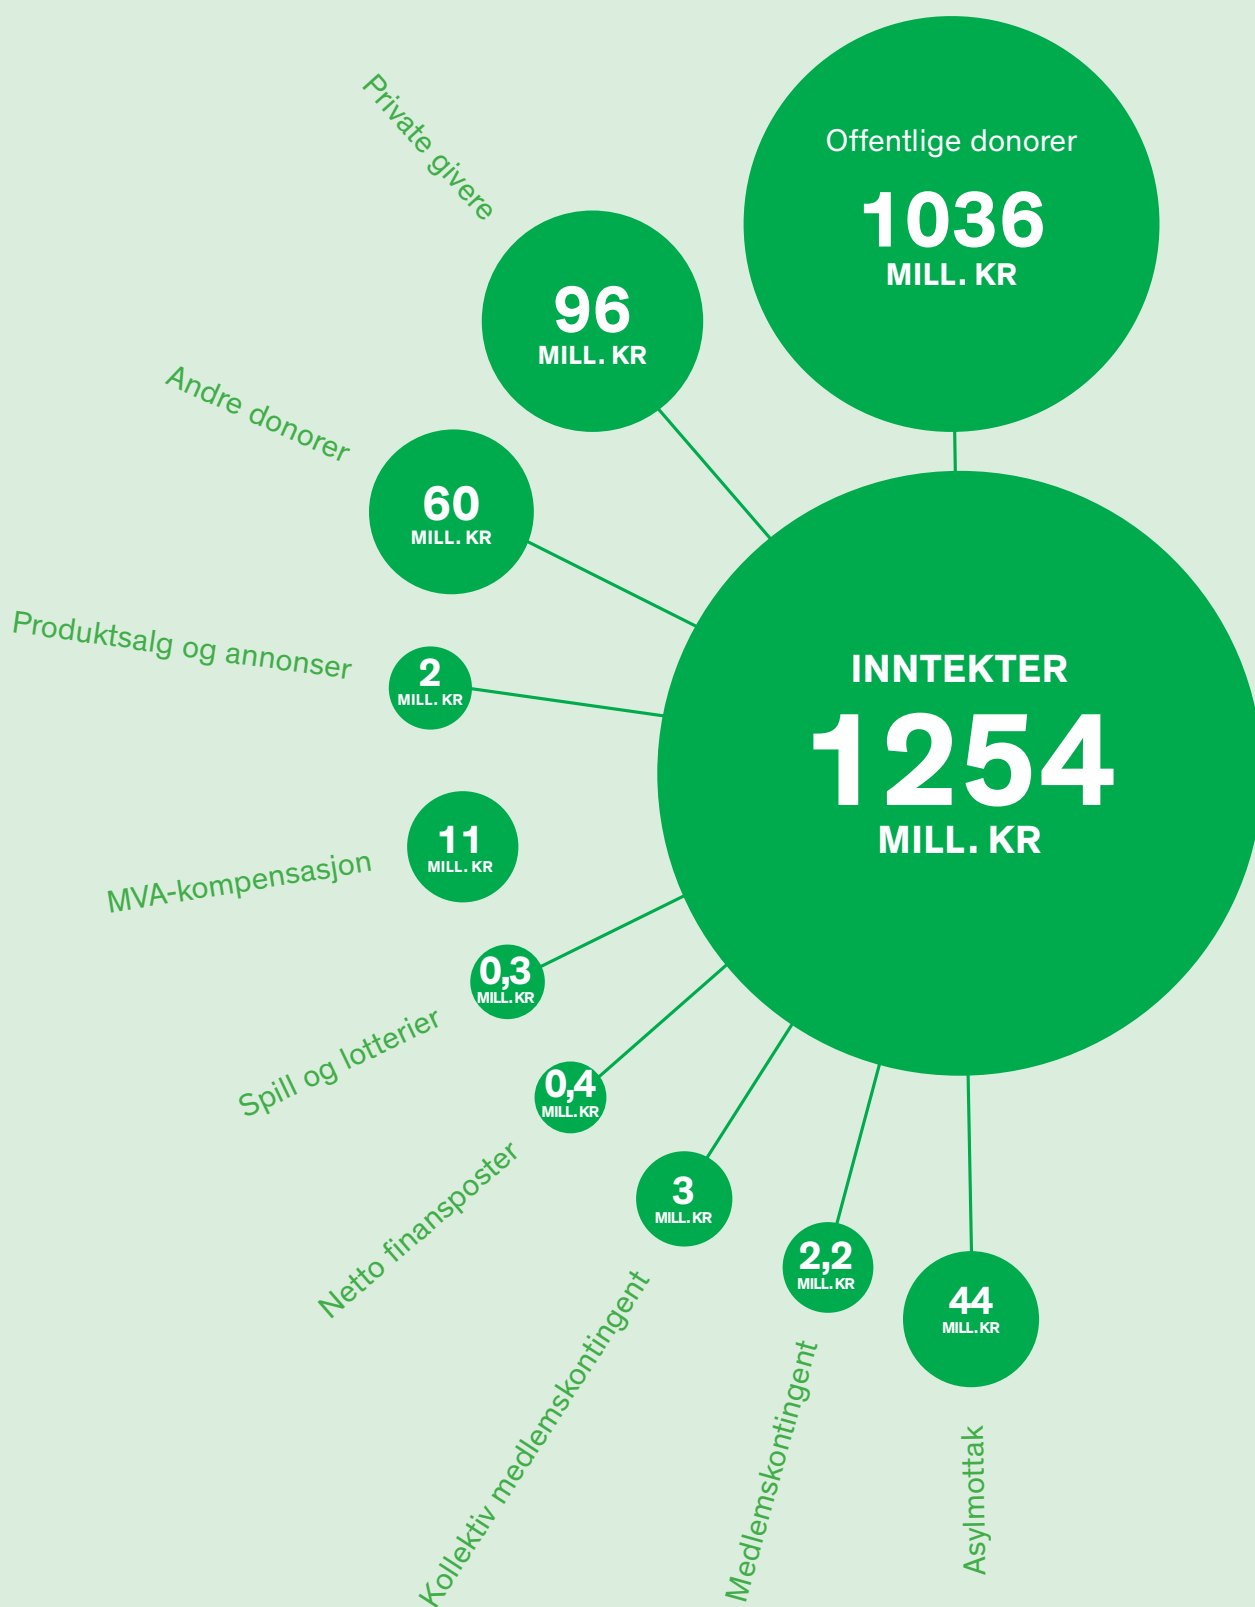 Offentlige donorer
1036
MILL. KR
Private givere
96
MILL. KR
Andre donorer
60
MILL. KR
Produktsalg og annonser
2
MILL. KR
INNTEKTER
1254
MILL. KR
MVA-kompensasjon
11
MILL. KR
Spill og lotterier
0,3
MILL. KR
Netto finansposter
0,4
MILL. KR
Kollektiv medlemskontingent
3
MILL. KR
Medlemskontingent
2,2
MILL. KR
Asylmottak
44
MILL. KR